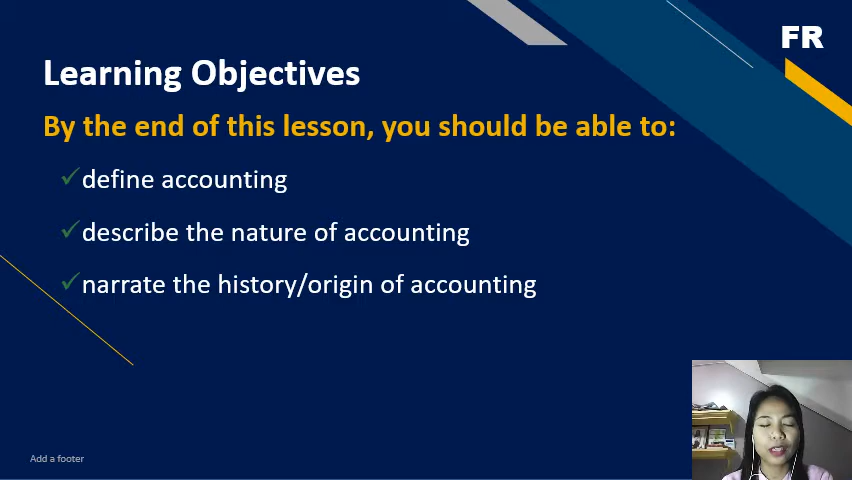 FR
Learning Objectives
By the end of this lesson, you should be able to:
✓define accounting
✓describe the nature of accounting
✓narrate the history/origin of accounting
Add a footer